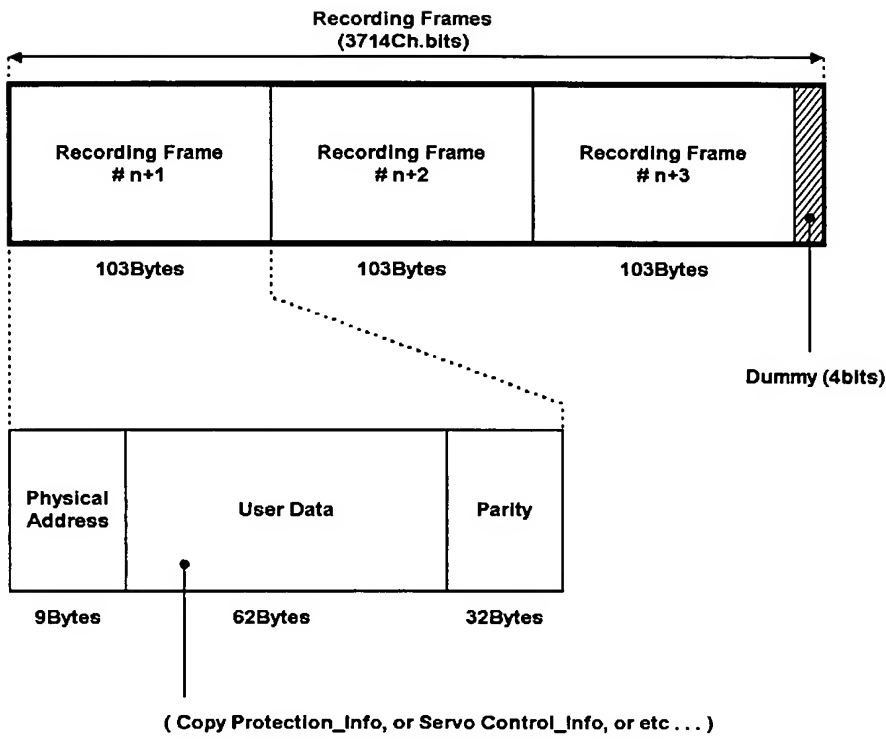 Recording Frames
(3714Ch.bits)
Recording Frame
# n+1
Recording Frame
# n+2
Recording Frame
# n+3
103Bytes
103Bytes
103Bytes
Dummy (4bits)
Physical
Address
User Data
Parity
9Bytes
62Bytes
32Bytes
( Copy Protection_Info, or Servo Control_Info, or etc . . . )